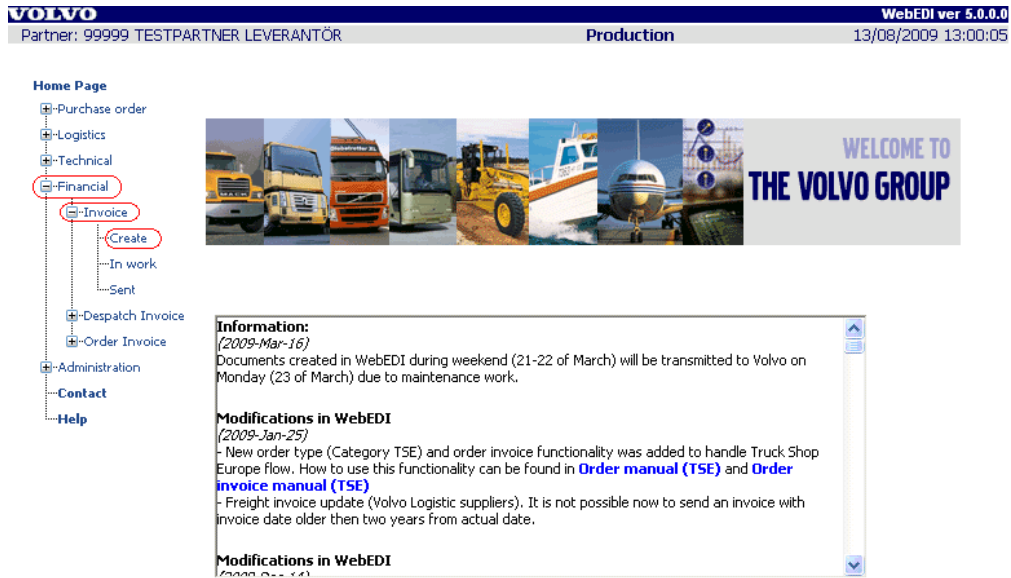 VOLVO
WebEDI ver 5.0.0.0
Partner: 99999 TESTPARTNER LEVERANTÖR
Production
13/08/2009 13:00:05
Home Page
Purchase order
Logistics
Technical
Financial
Invoice
Create
In work
Sent
Despatch Invoice
Order Invoice
Administration
Contact
Help
MACK
WELCOME TO
THE VOLVO GROUP
Information:
(2009-Mar-16)
Documents created in WebEDI during weekend (21-22 of March) will be transmitted to Volvo on
Monday (23 of March) due to maintenance work.
Modifications in WebEDI
(2009-Jan-25)
- New order type (Category TSE) and order invoice functionality was added to handle Truck Shop
Europe flow. How to use this functionality can be found in Order manual (TSE) and Order
invoice manual (TSE)
- Freight invoice update (Volvo Logistic suppliers). It is not possible now to send an invoice with
invoice date older then two years from actual date.
Modifications in WebEDI